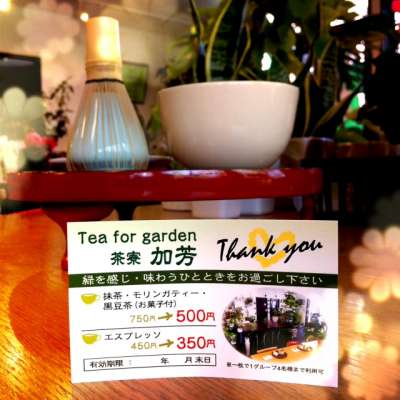 Tea for garden
茶寮 加芳
Thank you
緑を感じ・味わうひとときをお過ごし下さい
抹茶・モリンガティー・
黒豆茶(お菓子付)
750円→500円
エスプレッソ
450円→350円
有効期限: 年 月末日
単一枚で1グループ4名様まで利用可